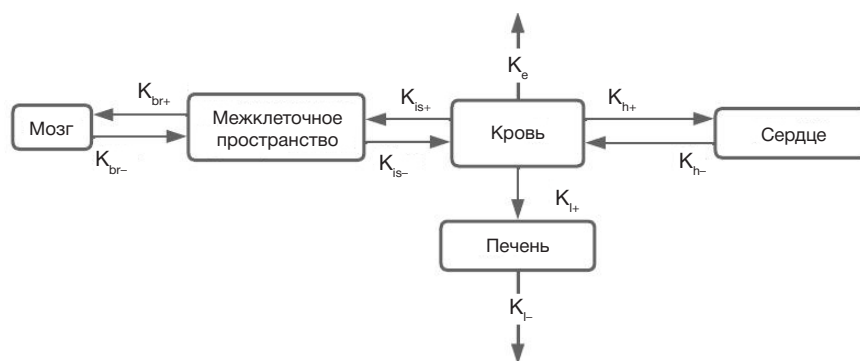 K_e
K_br+
Межклеточное
пространство
K_is+
Кровь
K_h+
Мозг
Сердце
K_br–
K_is–
K_h–
K_l+
Печень
K_l–